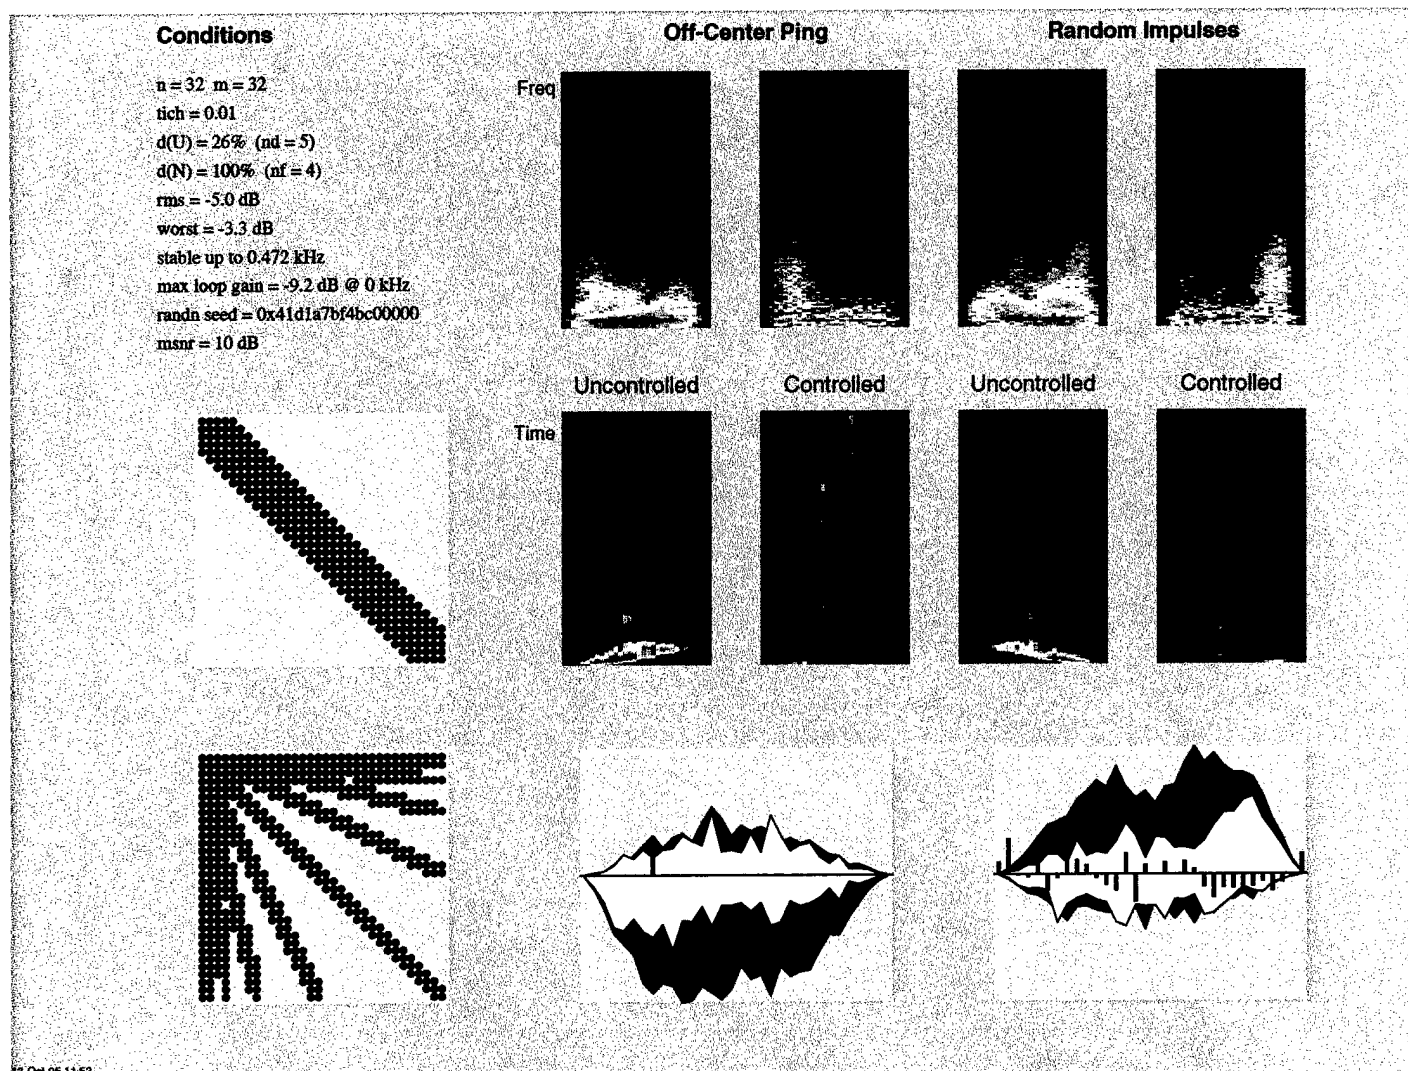 Conditions
n = 32 m = 32
tich = 0.01
d(U) = 26% (nd = 5)
d(N) = 100% (nf = 4)
rms = -5.0 dB
worst = -3.3 dB
stable up to 0.472 kHz
max loop gain = -9.2 dB @ 0 kHz
randn seed = 0x41d1a7bf4bc00000
msnr = 10 dB
Off-Center Ping
Random Impulses
Freq
Uncontrolled
Controlled
Uncontrolled
Controlled
Time